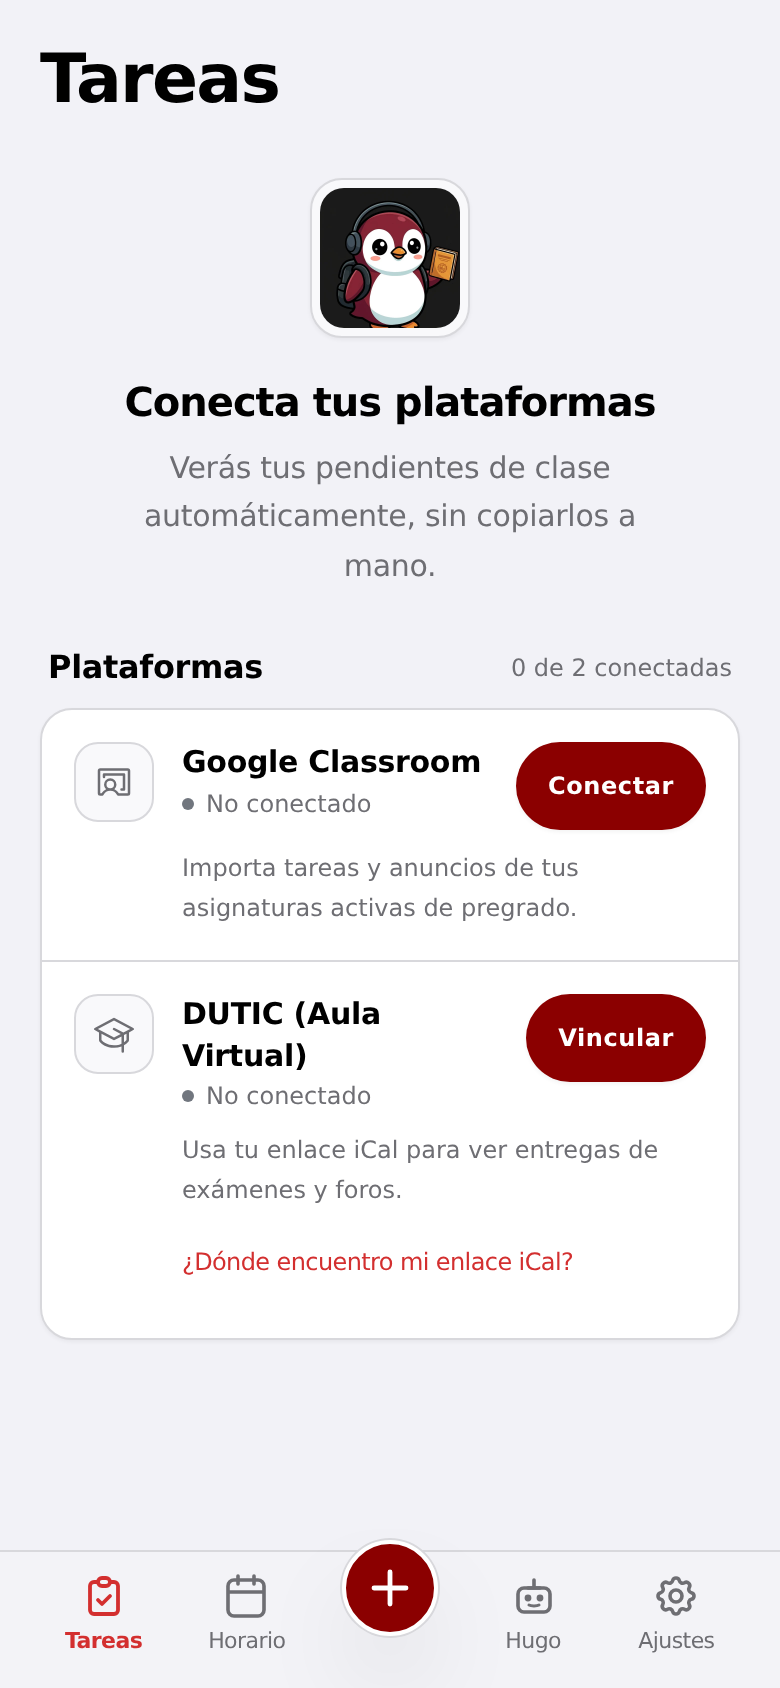 Tareas
Conecta tus plataformas
Verás tus pendientes de clase
automáticamente, sin copiarlos a
mano.
Plataformas
0 de 2 conectadas
Google Classroom
No conectado
Conectar
Importa tareas y anuncios de tus
asignaturas activas de pregrado.
DUTIC (Aula
Virtual)
No conectado
Vincular
Usa tu enlace iCal para ver entregas de
exámenes y foros.
¿Dónde encuentro mi enlace iCal?
Tareas
Horario
Hugo
Ajustes